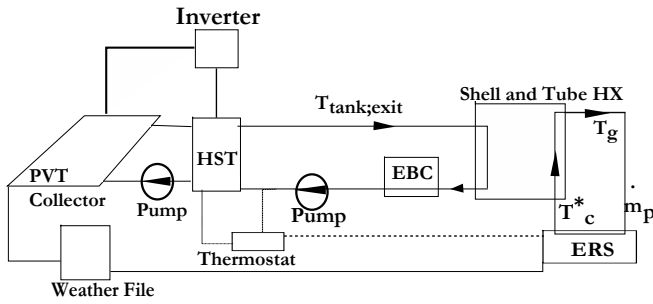 Inverter
Shell and Tube HX
T_tank;exit
T_g
HST
PVT
EBC
Collector
Pump
Pump
T*_c
ṁ_p
Thermostat
ERS
Weather File